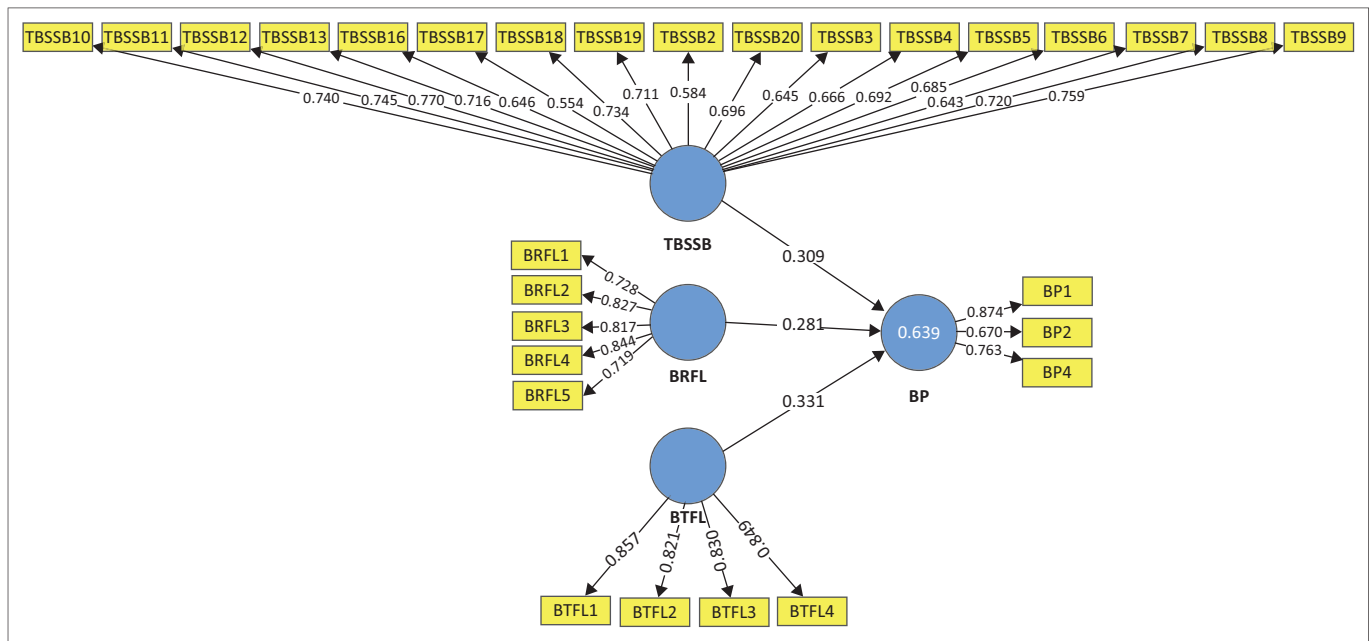 TBSSB10 TBSSB11 TBSSB12 TBSSB13 TBSSB16 TBSSB17 TBSSB18 TBSSB19 TBSSB2 TBSSB20 TBSSB3 TBSSB4 TBSSB5 TBSSB6 TBSSB7 TBSSB8 TBSSB9
0.740 0.745 0.770 0.716 0.646 0.554 0.734 0.711 0.584 0.696 0.645 0.666 0.692 0.685 0.643 0.720 0.759
TBSSB
0.309
BRFL1 0.728
BRFL2 0.827
BRFL3 0.817
BRFL4 0.844
BRFL5 0.719
BRFL
0.281
0.639
BP
0.874 BP1
0.670 BP2
0.763 BP4
0.331
BTFL
0.857 0.821 0.830 0.849
BTFL1 BTFL2 BTFL3 BTFL4